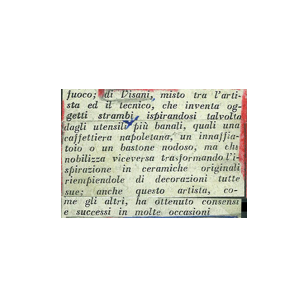 fuoco; di Pisani, misto tra l'arti-
sta ed il tecnico, che inventa og-
getti strambi ispirandosi talvolta
dagli utensili più banali, quali una
caffettiera napoletana, un innaffia-
toio o un bastone nodoso, ma chi
nobilizza viceversa trasformando l'i-
spirazione in ceramiche originali
riempiendole di decorazioni tutte
sue; anche questo artista, co-
me gli altri, ha ottenuto consensi
e successi in molte occasioni